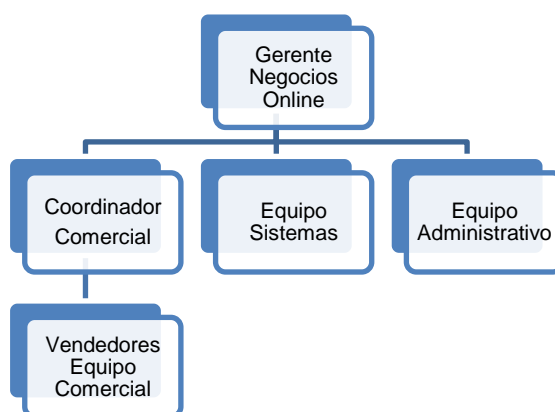 Gerente
Negocios
Online
Coordinador
Comercial
Equipo
Sistemas
Equipo
Administrativo
Vendedores
Equipo
Comercial